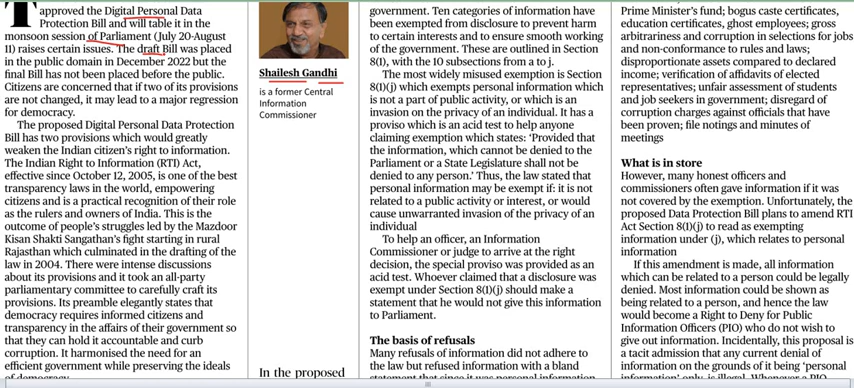 T
approved the Digital Personal Data
Protection Bill and will table it in the
monsoon session of Parliament (July 20-August
11) raises certain issues. The draft Bill was placed
in the public domain in December 2022 but the
final Bill has not been placed before the public.
Citizens are concerned that if two of its provisions
are not changed, it may lead to a major regression
for democracy.
The proposed Digital Personal Data Protection
Bill has two provisions which would greatly
weaken the Indian citizen's right to information.
The Indian Right to Information (RTI) Act,
effective since October 12, 2005, is one of the best
transparency laws in the world, empowering
citizens and is a practical recognition of their role
as the rulers and owners of India. This is the
outcome of people's struggles led by the Mazdoor
Kisan Shakti Sangathan's fight starting in rural
Rajasthan which culminated in the drafting of the
law in 2004. There were intense discussions
about its provisions and it took an all-party
parliamentary committee to carefully craft its
provisions. Its preamble elegantly states that
democracy requires informed citizens and
transparency in the affairs of their government so
that they can hold it accountable and curb
corruption. It harmonised the need for an
efficient government while preserving the ideals
of democracy.
Shailesh Gandhi
is a former Central
Information
Commissioner
In the proposed
government. Ten categories of information have
been exempted from disclosure to prevent harm
to certain interests and to ensure smooth working
of the government. These are outlined in Section
8(1), with the 10 subsections from a to j.
The most widely misused exemption is Section
8(1)(j) which exempts personal information which
is not a part of public activity, or which is an
invasion on the privacy of an individual. It has a
proviso which is an acid test to help anyone
claiming exemption which states: 'Provided that
the information, which cannot be denied to the
Parliament or a State Legislature shall not be
denied to any person.' Thus, the law stated that
personal information may be exempt if: it is not
related to a public activity or interest, or would
cause unwarranted invasion of the privacy of an
individual
To help an officer, an Information
Commissioner or judge to arrive at the right
decision, the special proviso was provided as an
acid test. Whoever claimed that a disclosure was
exempt under Section 8(1)(j) should make a
statement that he would not give this information
to Parliament.
The basis of refusals
Many refusals of information did not adhere to
the law but refused information with a bland
statement that since it was personal information,
Prime Minister's fund; bogus caste certificates,
education certificates, ghost employees; gross
arbitrariness and corruption in selections for jobs
and non-conformance to rules and laws;
disproportionate assets compared to declared
income; verification of affidavits of elected
representatives; unfair assessment of students
and job seekers in government; disregard of
corruption charges against officials that have
been proven; file notings and minutes of
meetings
What is in store
However, many honest officers and
commissioners often gave information if it was
not covered by the exemption. Unfortunately, the
proposed Data Protection Bill plans to amend RTI
Act Section 8(1)(j) to read as exempting
information under (j), which relates to personal
information
If this amendment is made, all information
which can be related to a person could be legally
denied. Most information could be shown as
being related to a person, and hence the law
would become a Right to Deny for Public
Information Officers (PIO) who do not wish to
give out information. Incidentally, this proposal is
a tacit admission that any current denial of
information on the grounds of it being 'personal
information' only, is illegal. Whenever a PIO